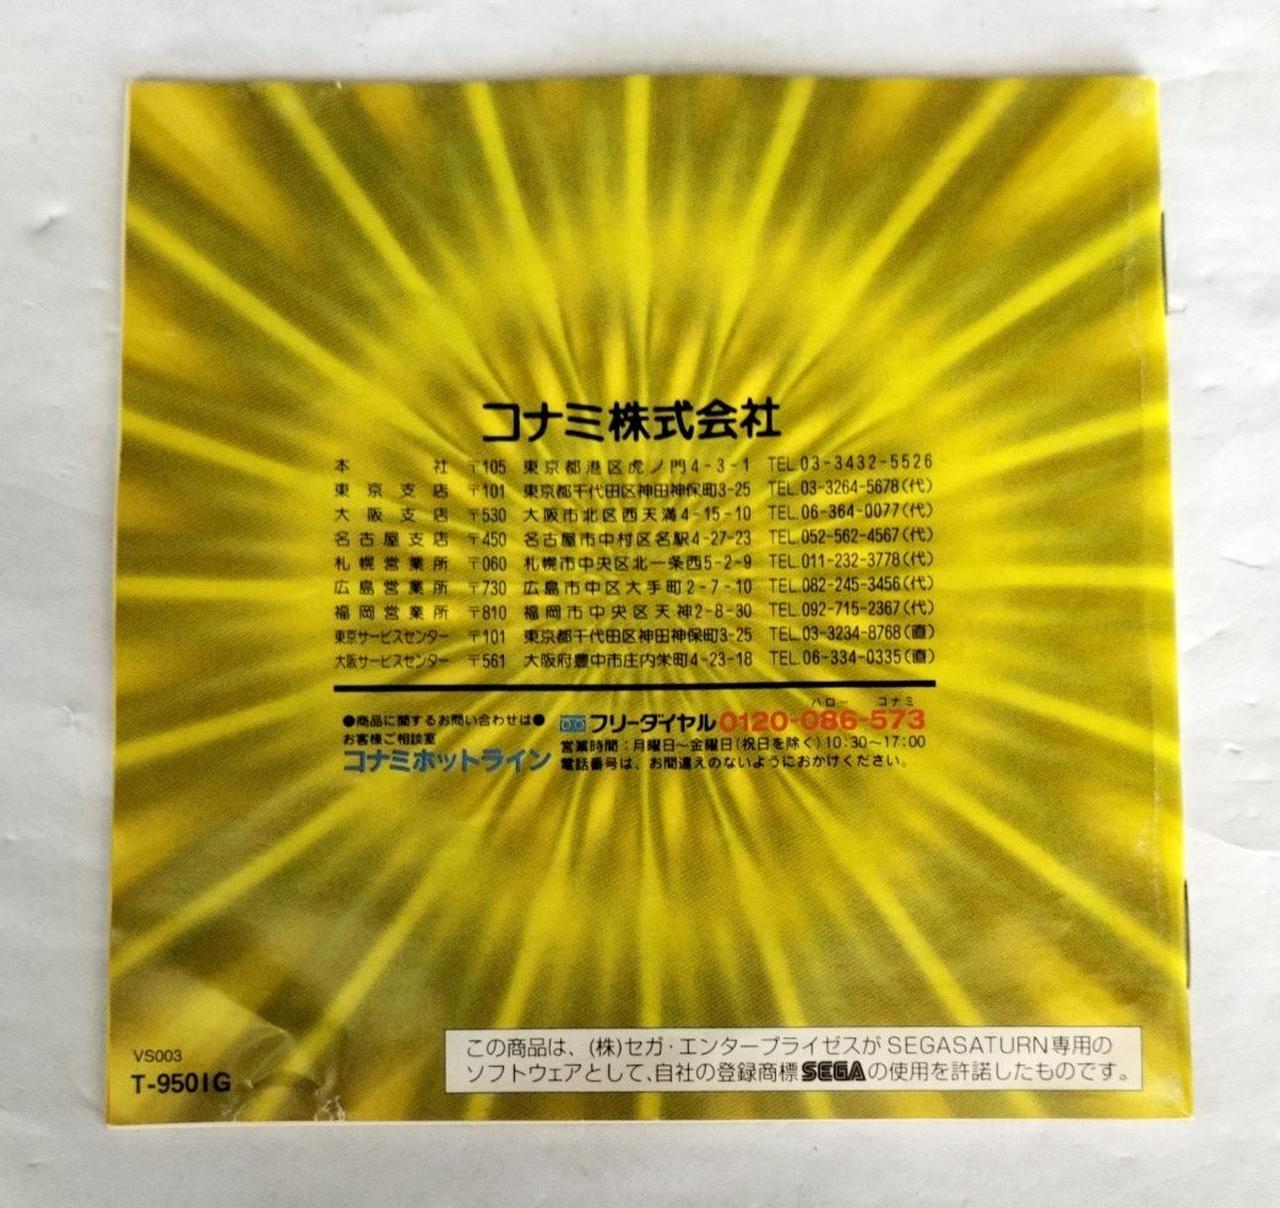 コナミ株式会社
本社 〒105 東京都港区虎ノ門4-3-1 TEL.03-3432-5526
東京支店 〒101 東京都千代田区神田神保町3-25 TEL.03-3264-5678(代)
大阪支店 〒530 大阪市北区西天満4-15-10 TEL.06-364-0077(代)
名古屋支店 〒450 名古屋市中村区名駅4-27-23 TEL.052-562-4567(代)
札幌営業所 〒060 札幌市中央区北一条西5-2-9 TEL.011-232-3778(代)
広島営業所 〒730 広島市中区大手町2-7-10 TEL.082-245-3456(代)
福岡営業所 〒810 福岡市中央区天神2-8-30 TEL.092-715-2367(代)
東京サービスセンター 〒101 東京都千代田区神田神保町3-25 TEL.03-3234-8768(直)
大阪サービスセンター 〒561 大阪府豊中市庄内栄町4-23-18 TEL.06-334-0335(直)
●商品に関するお問い合わせは●
お客様ご相談室
コナミホットライン
ハロー コナミ
フリーダイヤル 0120-086-573
営業時間：月曜日～金曜日(祝日を除く)10:30～17:00
電話番号は、お間違えのないようにおかけください。
VS003
T-9501G
この商品は、(株)セガ・エンタープライゼスがSEGASATURN専用の
ソフトウェアとして、自社の登録商標SEGAの使用を許諾したものです。